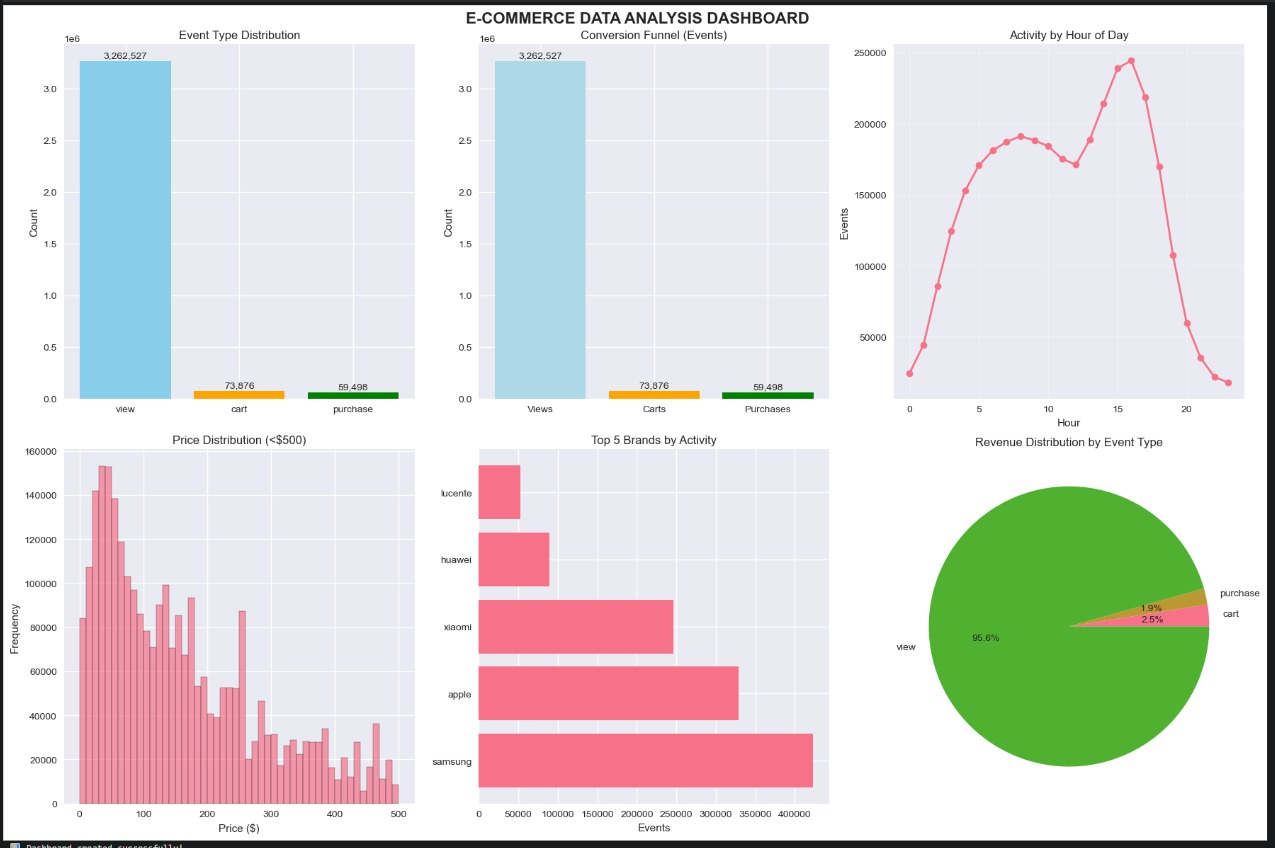 E-COMMERCE DATA ANALYSIS DASHBOARD
Event Type Distribution
1e6
3,262,527
3.0
2.5
2.0
1.5
1.0
0.5
0.0
Count
73,876
59,498
view
cart
purchase
Conversion Funnel (Events)
1e6
3,262,527
3.0
2.5
2.0
1.5
1.0
0.5
0.0
Count
73,876
59,498
Views
Carts
Purchases
Activity by Hour of Day
250000
200000
150000
100000
50000
Events
0
5
10
15
20
Hour
Price Distribution (<$500)
160000
140000
120000
100000
80000
60000
40000
20000
0
Frequency
0
100
200
300
400
500
Price ($)
Top 5 Brands by Activity
lucente
huawei
xiaomi
apple
samsung
0
50000
100000
150000
200000
250000
300000
350000
400000
Events
Revenue Distribution by Event Type
purchase
1.9%
cart
2.5%
95.6%
view
Dashboard created successfully!